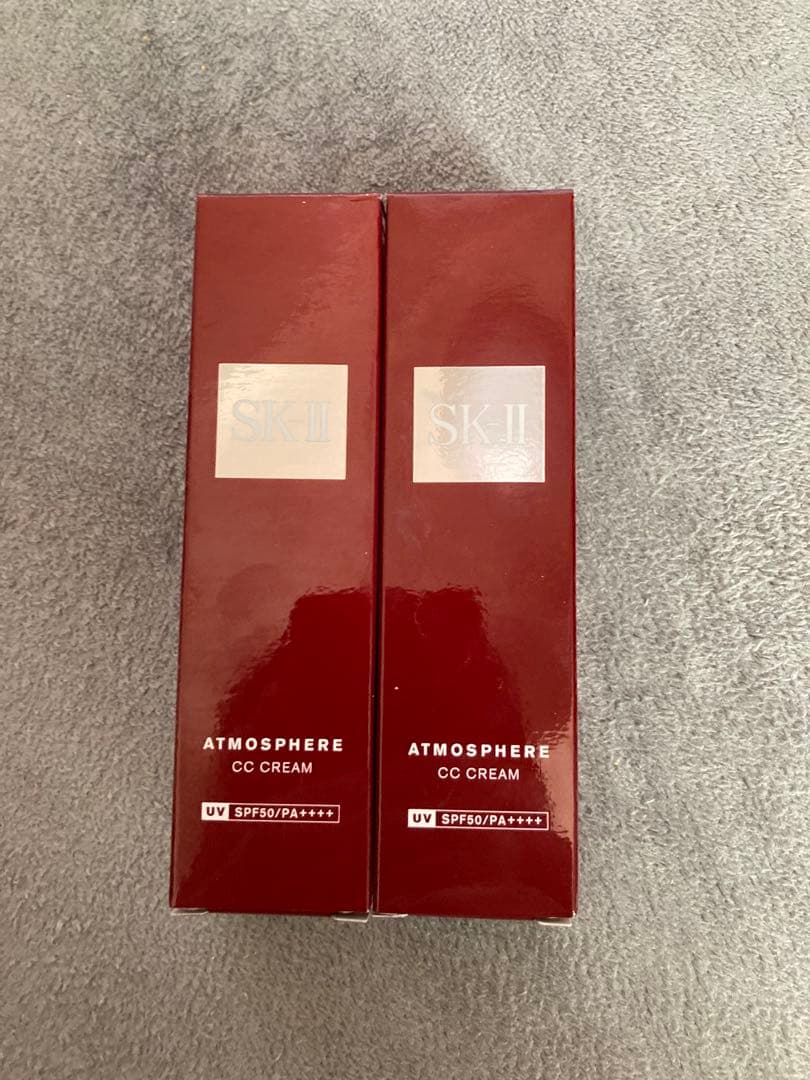 SK-II
ATMOSPHERE
CC CREAM
UV SPF50/PA++++
SK-II
ATMOSPHERE
CC CREAM
UV SPF50/PA++++